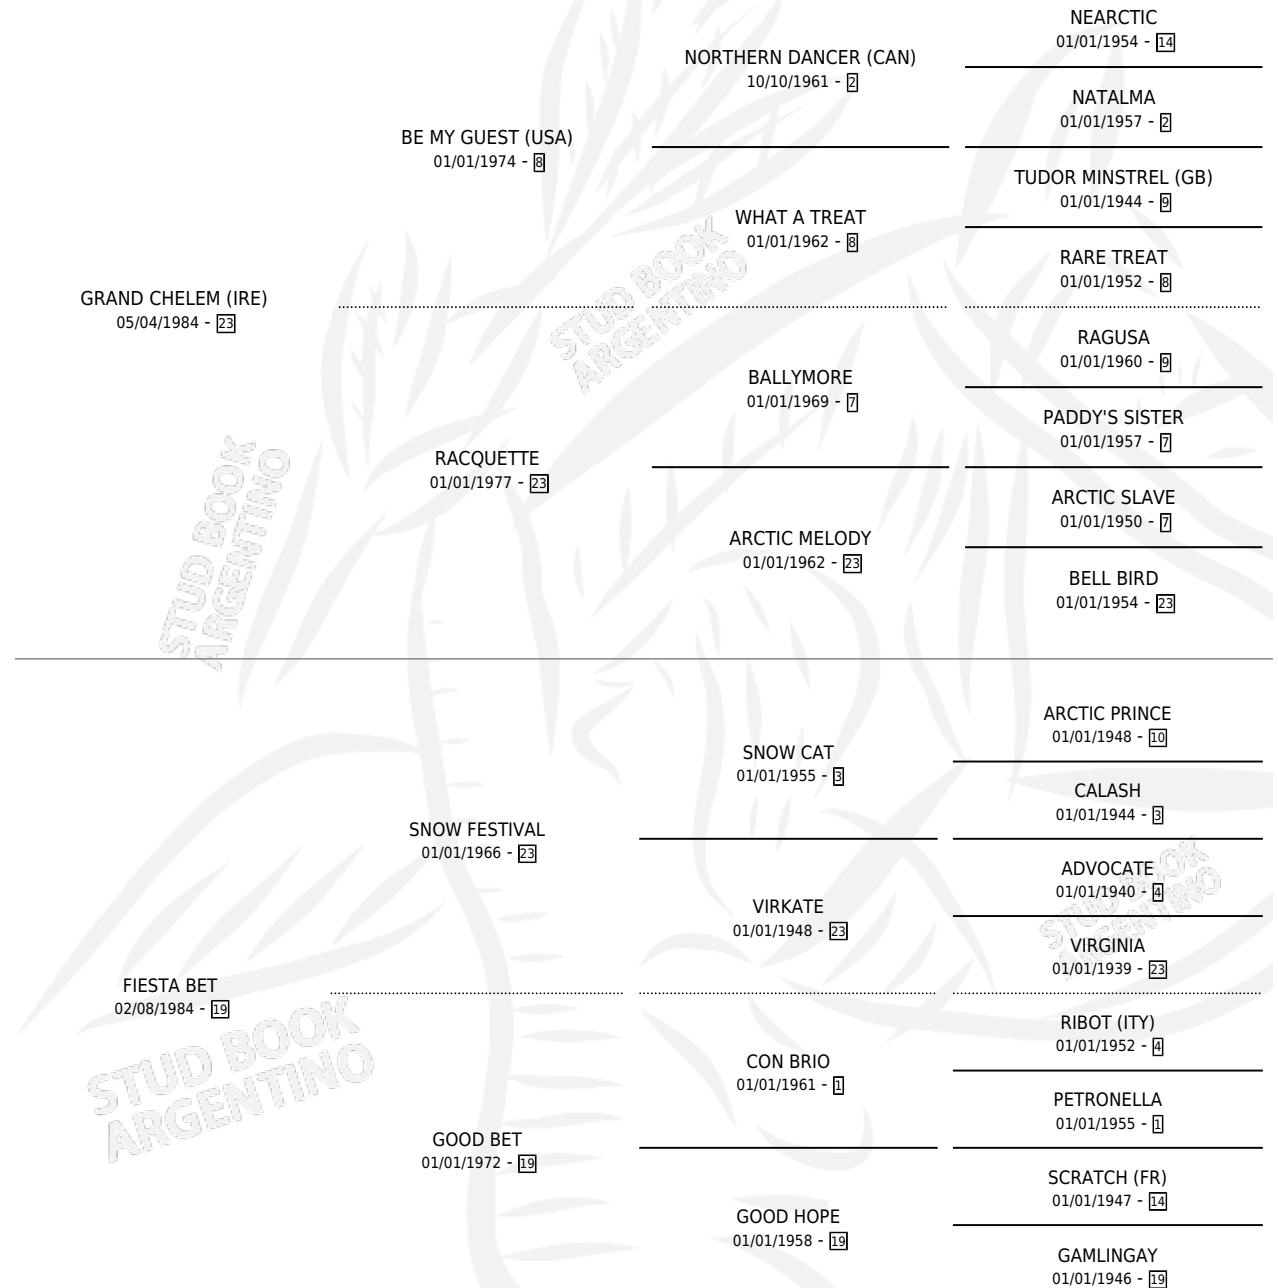 NEARCTIC
01/01/1954 - 14
NORTHERN DANCER (CAN)
10/10/1961 - 2
NATALMA
01/01/1957 - 2
BE MY GUEST (USA)
01/01/1974 - 8
TUDOR MINSTREL (GB)
01/01/1944 - 9
WHAT A TREAT
01/01/1962 - 8
RARE TREAT
01/01/1952 - 8
GRAND CHELEM (IRE)
05/04/1984 - 23
STUD BOOK
ARGENTINO
RAGUSA
01/01/1960 - 9
BALLYMORE
01/01/1969 - 7
PADDY'S SISTER
01/01/1957 - 7
RACQUETTE
01/01/1977 - 23
ARCTIC SLAVE
01/01/1950 - 7
ARCTIC MELODY
01/01/1962 - 23
BELL BIRD
01/01/1954 - 23
STUD BOOK
ARGENTINO
ARCTIC PRINCE
01/01/1948 - 10
SNOW CAT
01/01/1955 - 3
CALASH
01/01/1944 - 3
SNOW FESTIVAL
01/01/1966 - 23
ADVOCATE
01/01/1940 - 4
VIRKATE
01/01/1948 - 23
VIRGINIA
01/01/1939 - 23
STUD BOOK
ARGENTINO
FIESTA BET
02/08/1984 - 19
RIBOT (ITY)
01/01/1952 - 4
CON BRIO
01/01/1961 - 1
PETRONELLA
01/01/1955 - 1
STUD BOOK
ARGENTINO
GOOD BET
01/01/1972 - 19
SCRATCH (FR)
01/01/1947 - 14
GOOD HOPE
01/01/1958 - 19
GAMLINGAY
01/01/1946 - 19